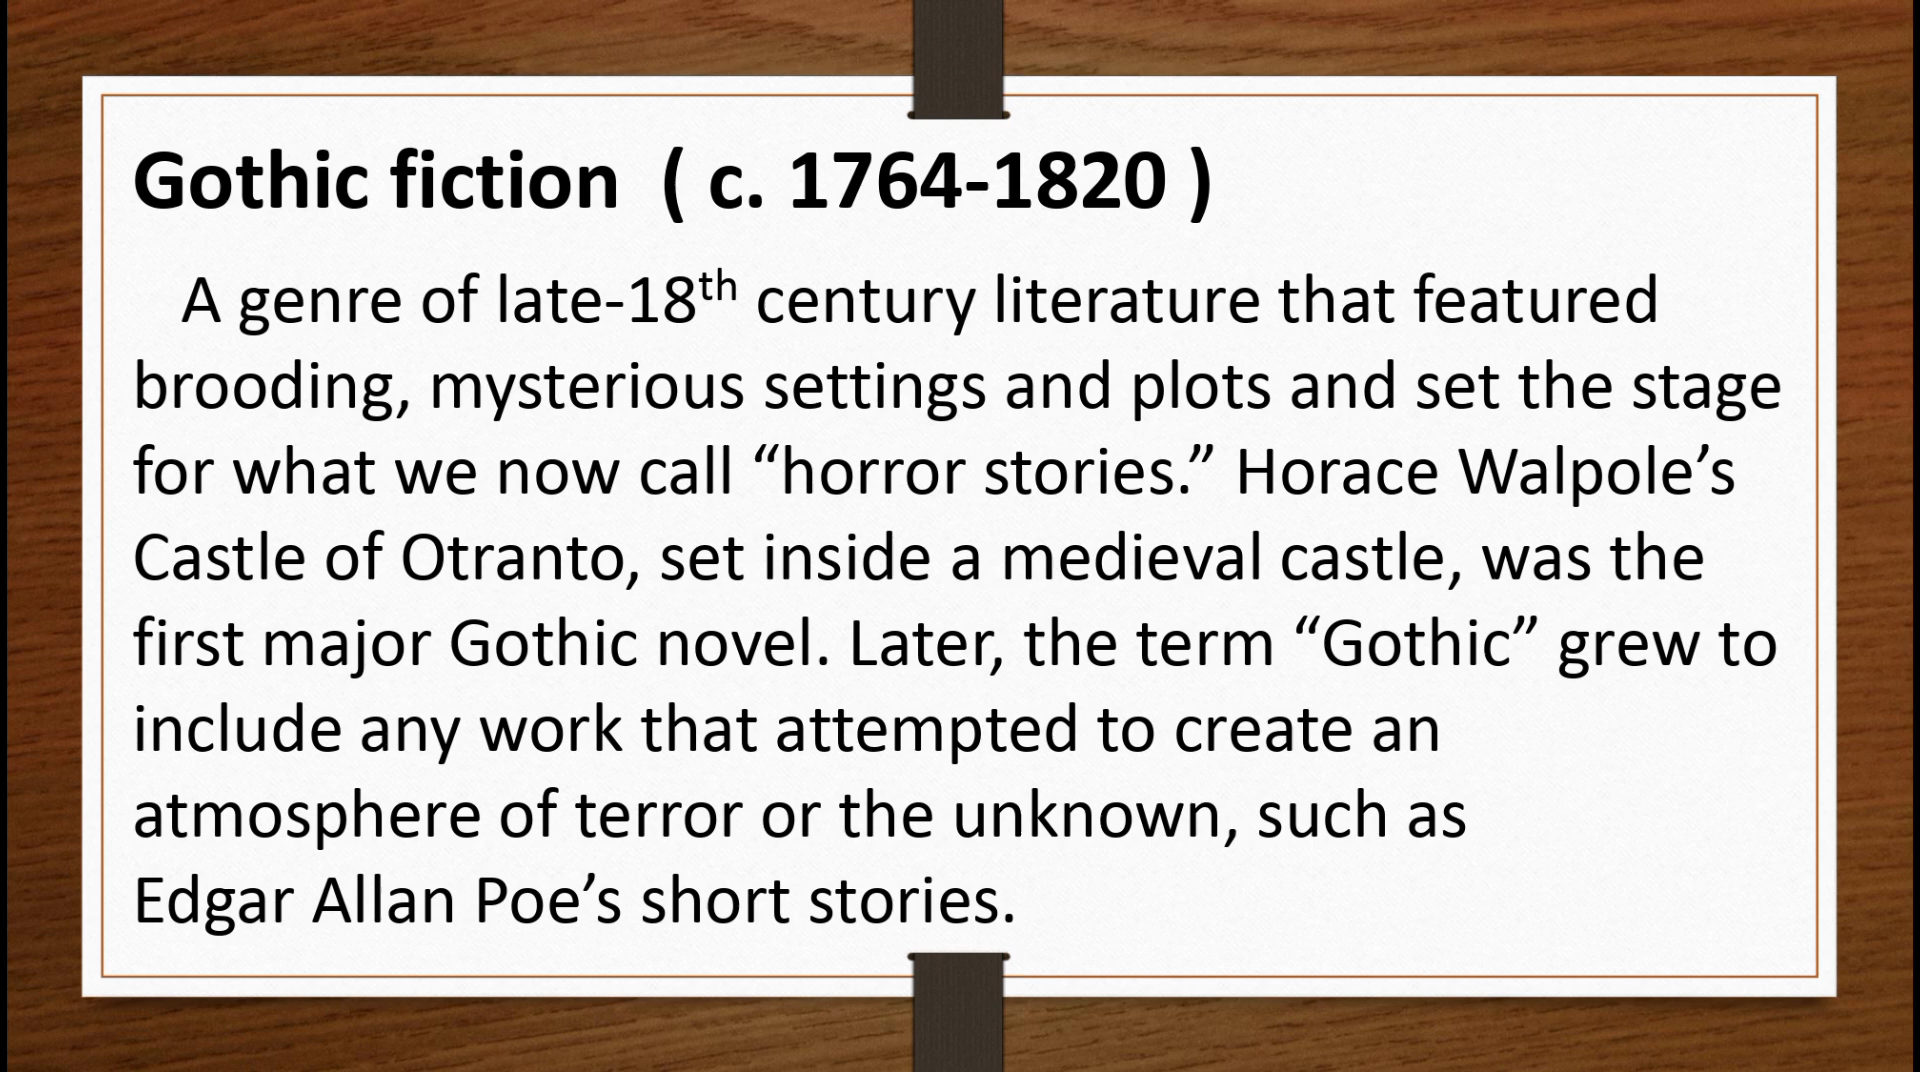 Gothic fiction  ( c. 1764-1820 )
A genre of late-18th century literature that featured
brooding, mysterious settings and plots and set the stage
for what we now call “horror stories.” Horace Walpole’s
Castle of Otranto, set inside a medieval castle, was the
first major Gothic novel. Later, the term “Gothic” grew to
include any work that attempted to create an
atmosphere of terror or the unknown, such as
Edgar Allan Poe’s short stories.